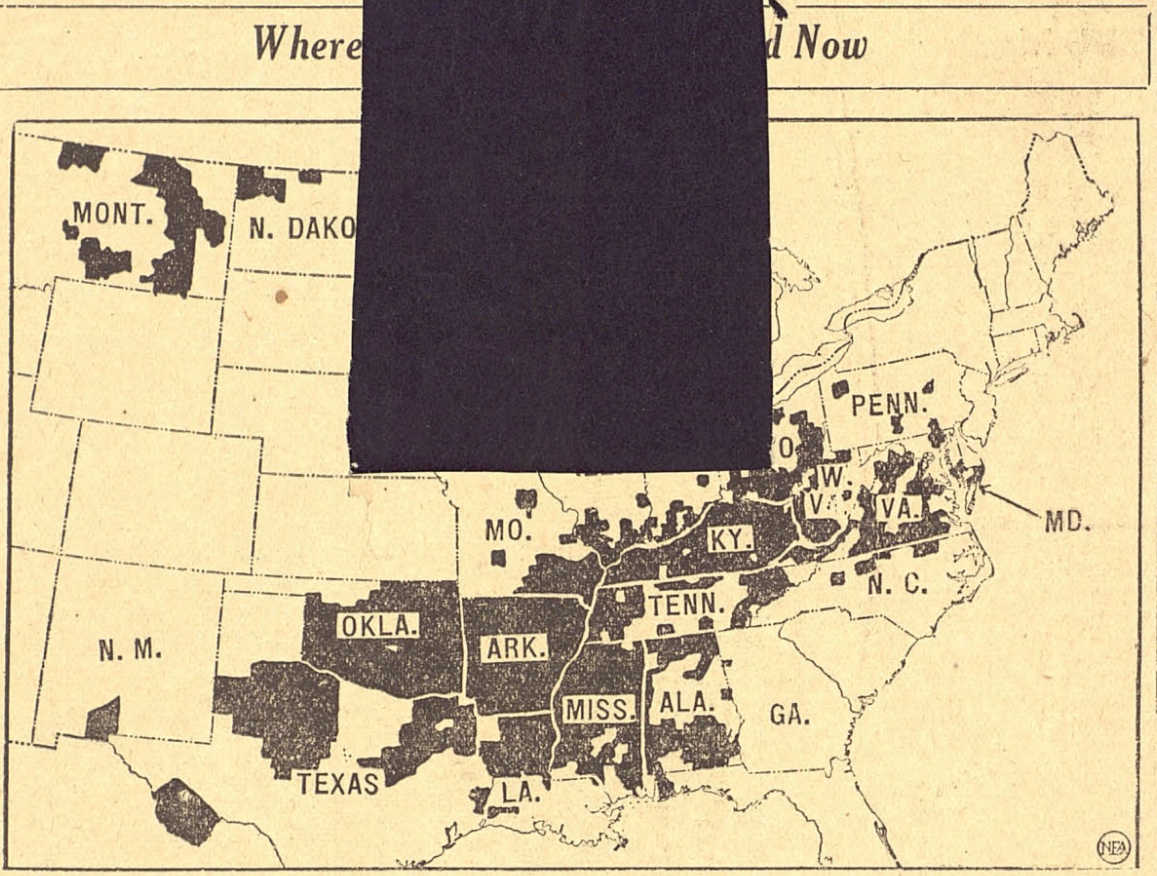 Where d Now
MONT.
N. DAKO
PENN.
O
W.
V.
VA.
MD.
MO.
KY.
N. C.
TENN.
OKLA.
ARK.
N. M.
MISS.
ALA.
GA.
TEXAS
LA.
NEA